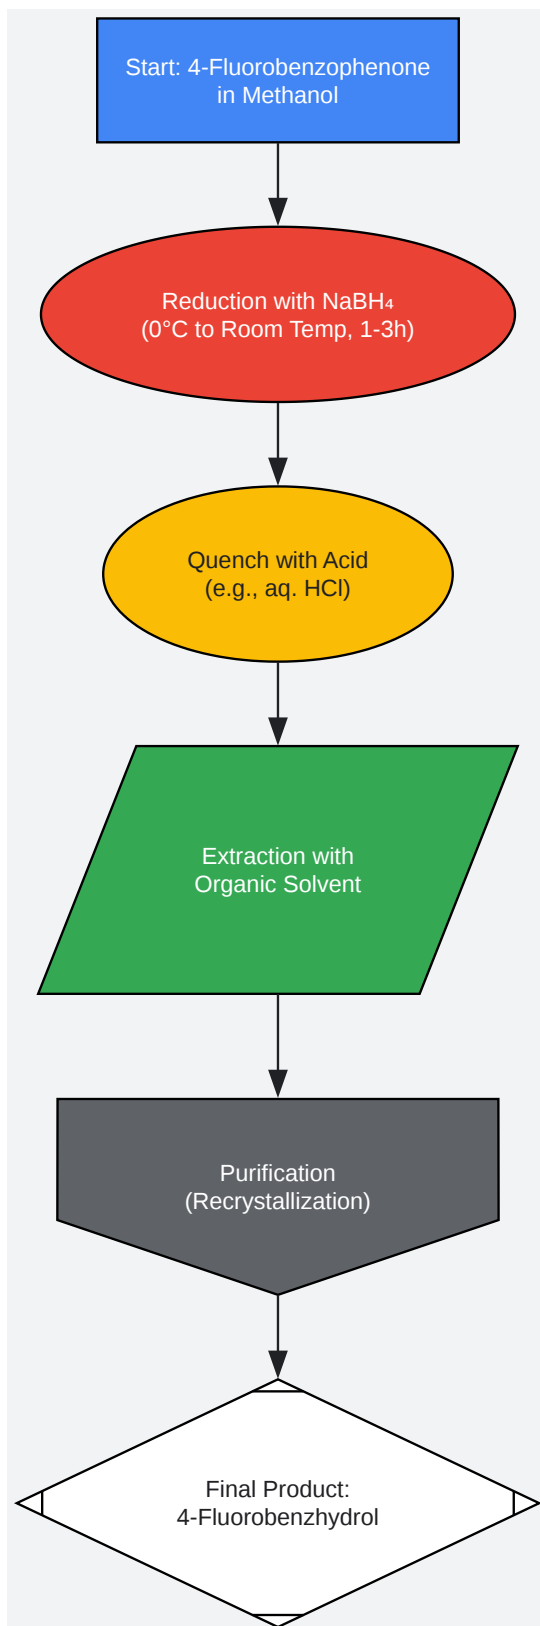 Start: 4-Fluorobenzophenone
in Methanol
Reduction with NaBH₄
(0°C to Room Temp, 1-3h)
Quench with Acid
(e.g., aq. HCl)
Extraction with
Organic Solvent
Purification
(Recrystallization)
Final Product:
4-Fluorobenzhydrol